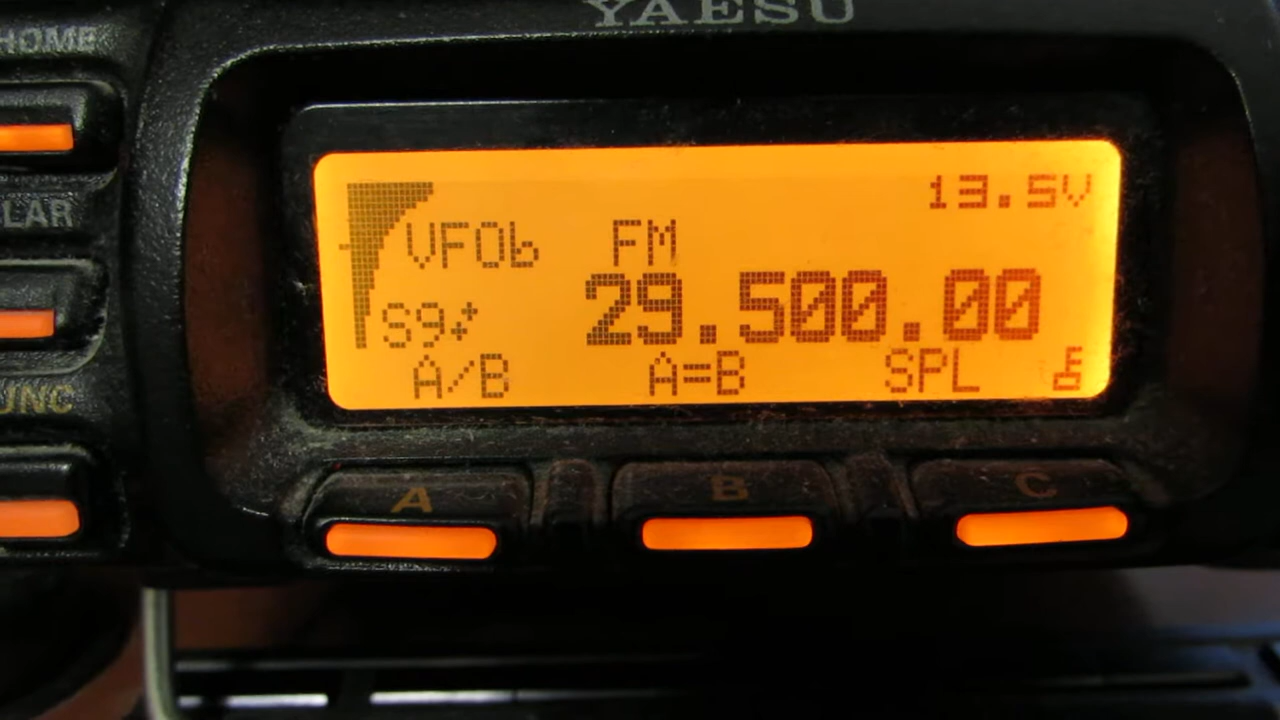 YAESU
HOME
13.5V
VFOb FM
LAR
29.500.00
S9
A/B A=B SPL
UNC
A B C